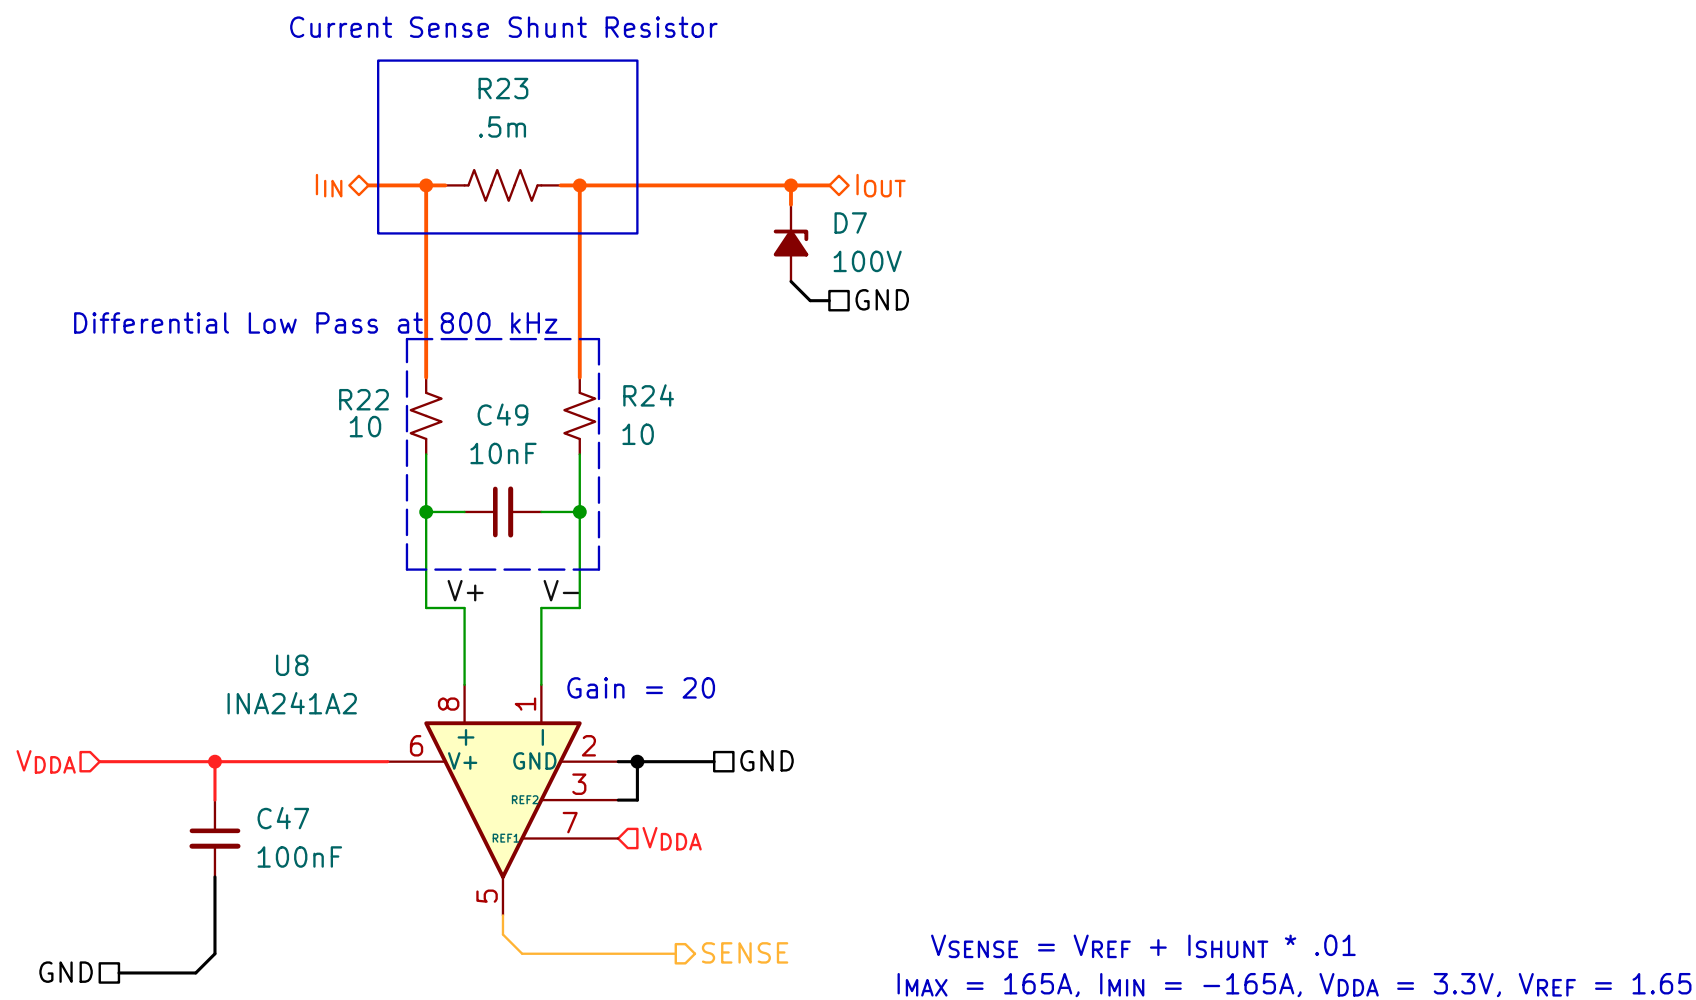 Current Sense Shunt Resistor
R23
.5m
IIN
IOUT
D7
100V
GND
Differential Low Pass at 800 kHz
R22
10
C49
10nF
R24
10
V+
V-
U8
INA241A2
Gain = 20
8
1
+
-
6
V+
GND
2
GND
VDDA
REF2
3
REF1
7
VDDA
C47
100nF
5
SENSE
GND
VSENSE = VREF + ISHUNT * .01
IMAX = 165A, IMIN = -165A, VDDA = 3.3V, VREF = 1.65